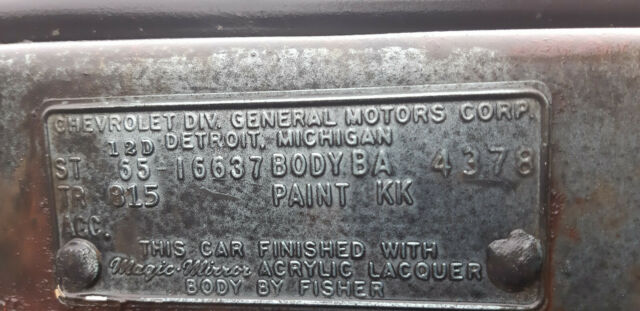 CHEVROLET DIV. GENERAL MOTORS CORP.
DETROIT, MICHIGAN
12D
ST 65-16637 BODY BA 4378
TR 815 PAINT KK
ACC.
THIS CAR FINISHED WITH
Magic-Mirror ACRYLIC LACQUER
BODY BY FISHER